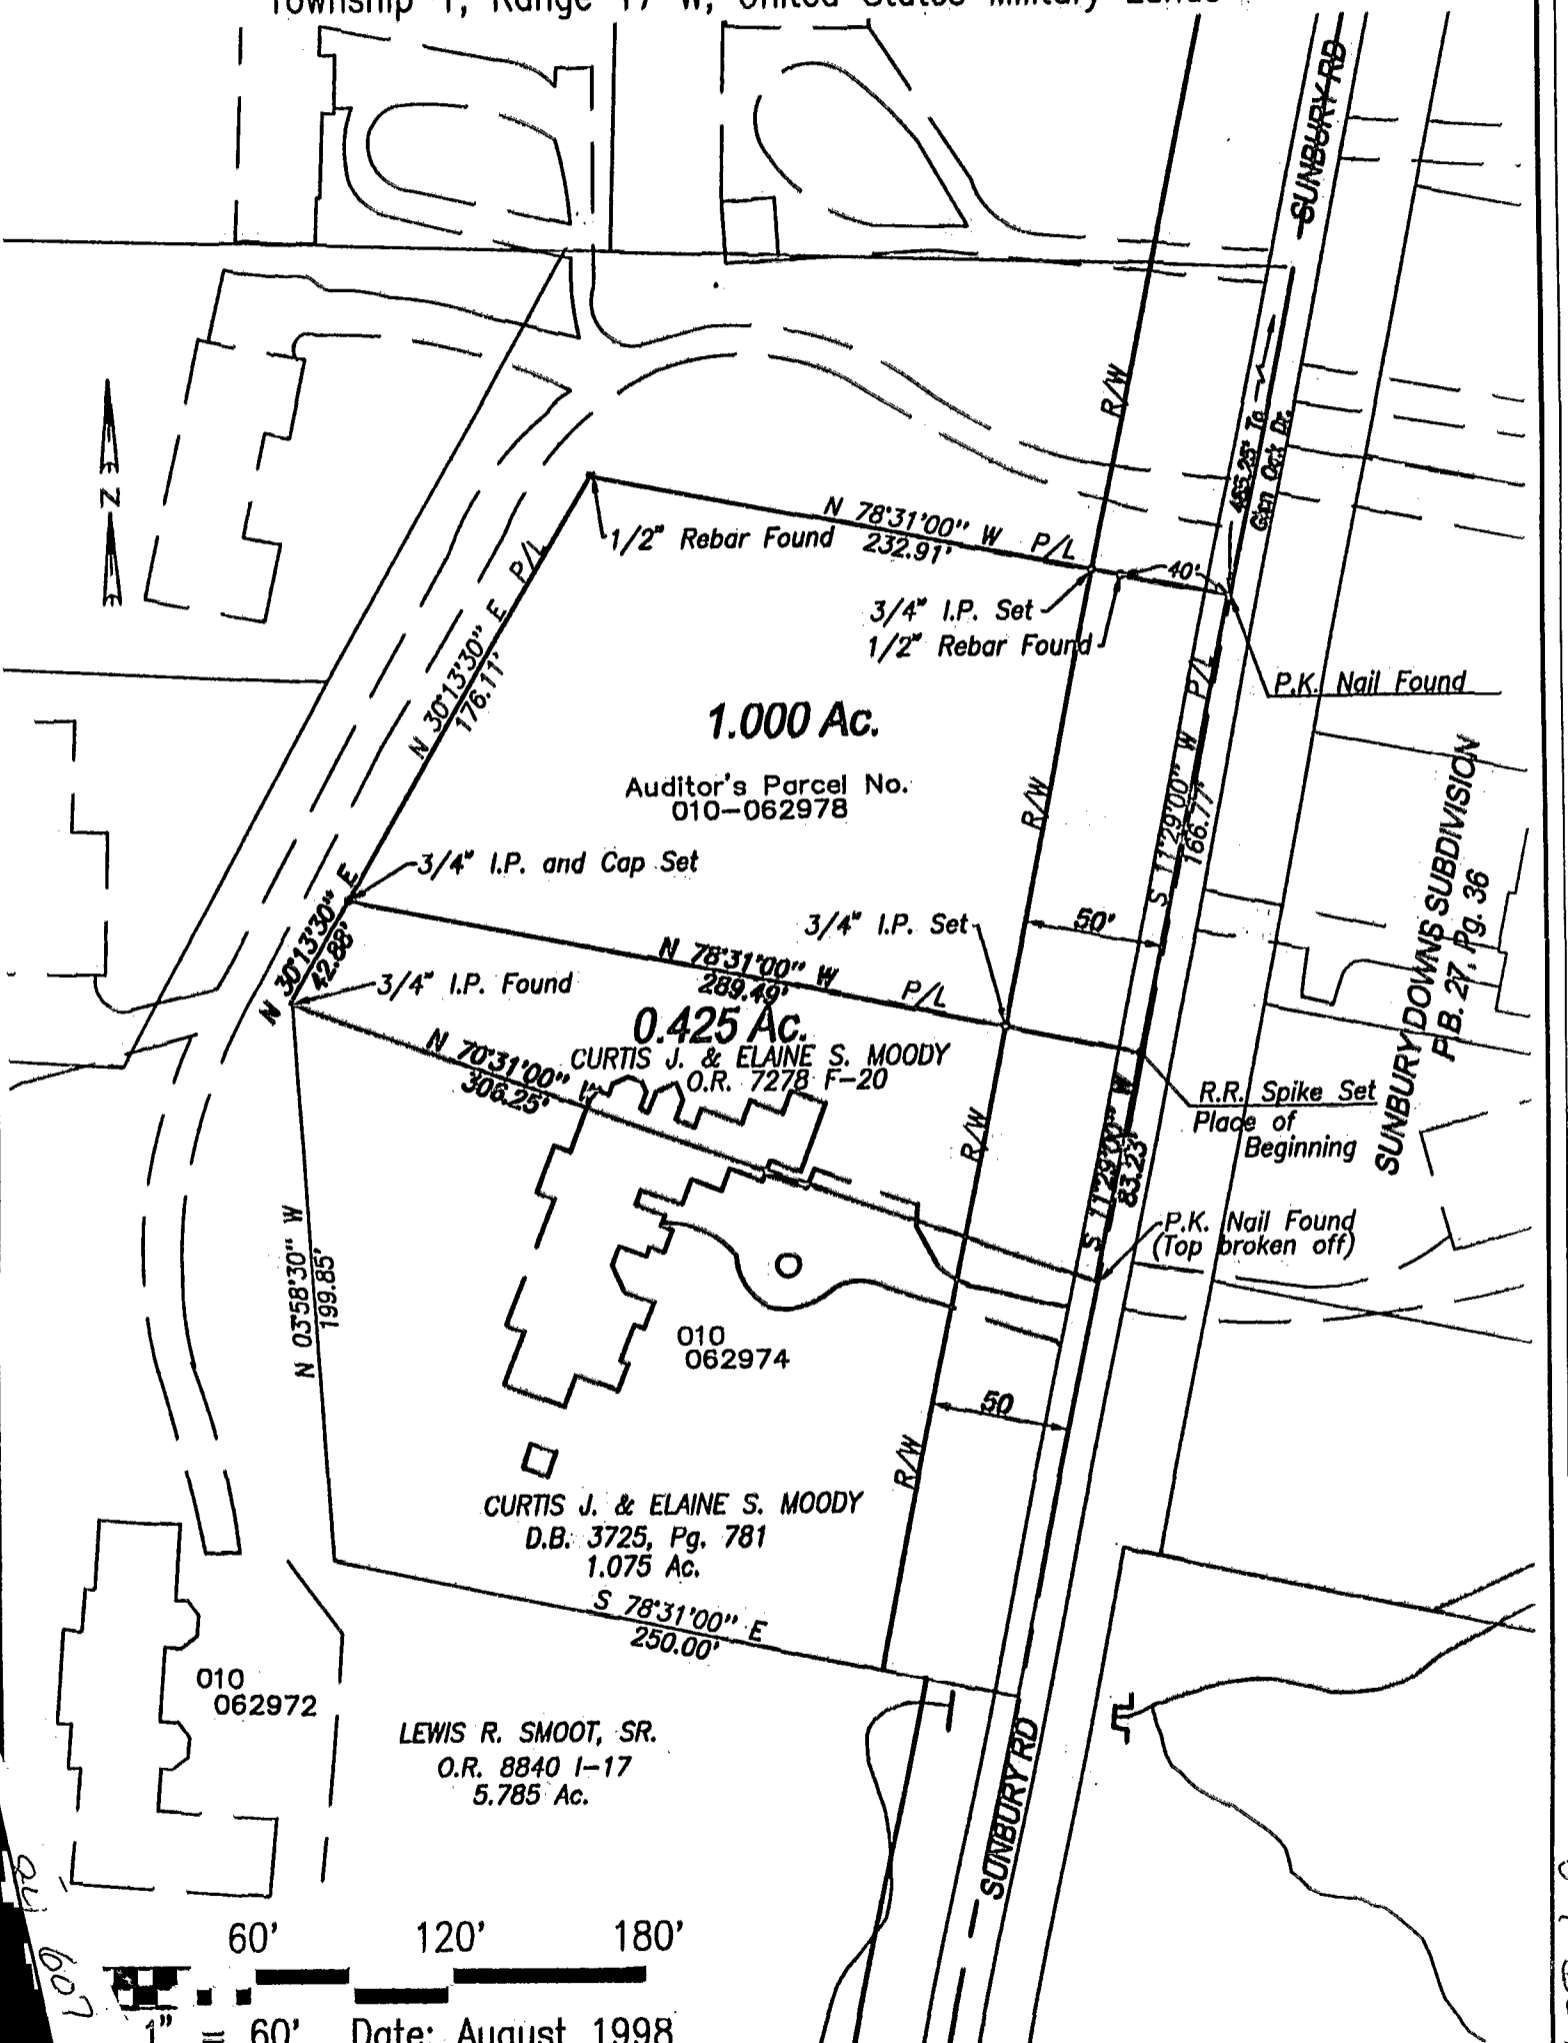 Township 1, Range 17 W, United States Military Lands
SUNBURY RD
R/W
485.25' To
Glen Oak Dr.
N
N 78°31'00" W P/L
232.91'
1/2" Rebar Found
40'
3/4" I.P. Set
1/2" Rebar Found
P.K. Nail Found
N 30°13'30" E P/L
176.11'
S 11°29'00" W P/L
166.77'
1.000 Ac.
Auditor's Parcel No.
010-062978
R/W
SUNBURY DOWNS SUBDIVISION
P.B. 27, Pg. 36
3/4" I.P. and Cap Set
3/4" I.P. Set
50'
N 30°13'30" E
42.88'
N 78°31'00" W P/L
289.49'
3/4" I.P. Found
0.425 Ac.
CURTIS J. & ELAINE S. MOODY
O.R. 7278 F-20
N 70°31'00" W
306.25'
R.R. Spike Set
Place of
Beginning
R/W
S 11°29'00" W
83.23'
P.K. Nail Found
(Top broken off)
N 03°58'30" W
199.85'
010
062974
50
R/W
CURTIS J. & ELAINE S. MOODY
D.B. 3725, Pg. 781
1.075 Ac.
S 78°31'00" E
250.00'
010
062972
LEWIS R. SMOOT, SR.
O.R. 8840 I-17
5.785 Ac.
SUNBURY RD
60' 120' 180'
1" = 60' Date: August 1998
607